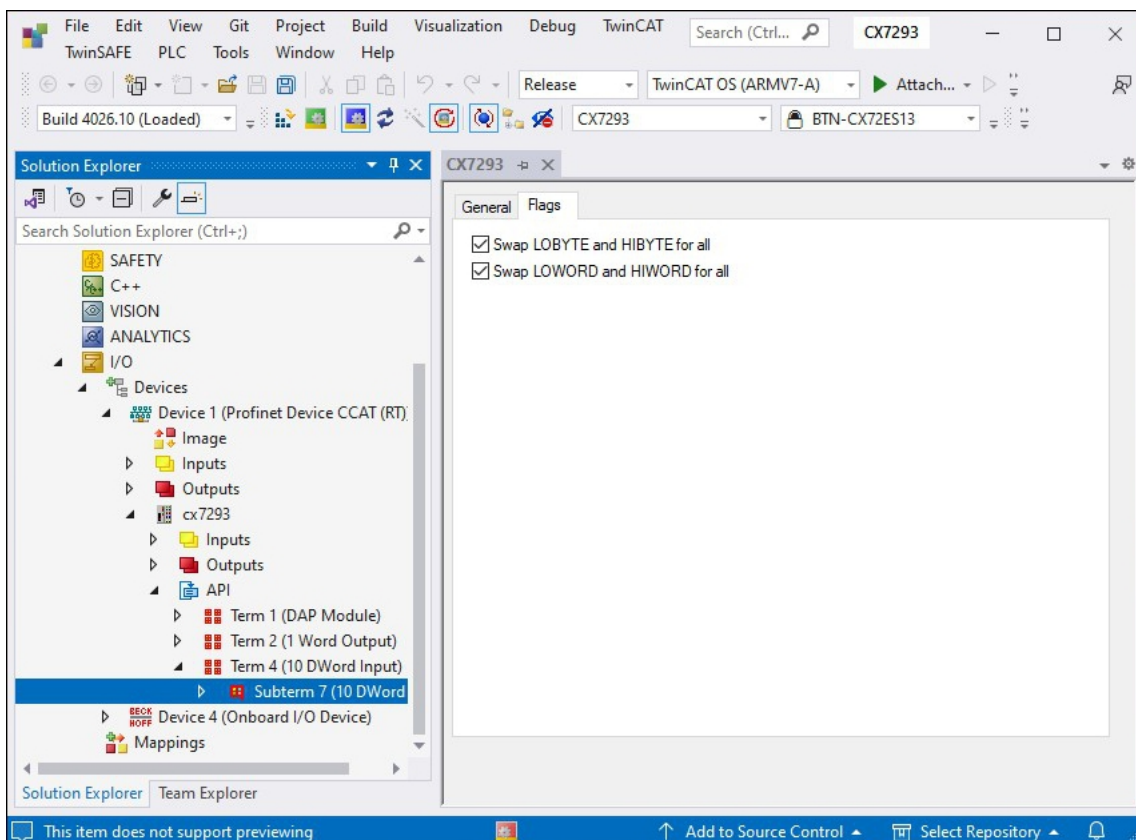 File Edit View Git Project Build Visualization Debug TwinCAT Search (Ctrl... CX7293
TwinSAFE PLC Tools Window Help
Release TwinCAT OS (ARMV7-A) Attach...
Build 4026.10 (Loaded) CX7293 BTN-CX72ES13
Solution Explorer
Search Solution Explorer (Ctrl+;)
SAFETY
C++
VISION
ANALYTICS
I/O
Devices
Device 1 (Profinet Device CCAT (RT))
Image
Inputs
Outputs
cx7293
Inputs
Outputs
API
Term 1 (DAP Module)
Term 2 (1 Word Output)
Term 4 (10 DWord Input)
Subterm 7 (10 DWord
BECK
HOFF
Device 4 (Onboard I/O Device)
Mappings
Solution Explorer Team Explorer
CX7293
General Flags
Swap LOBYTE and HIBYTE for all
Swap LOWORD and HIWORD for all
This item does not support previewing Add to Source Control Select Repository